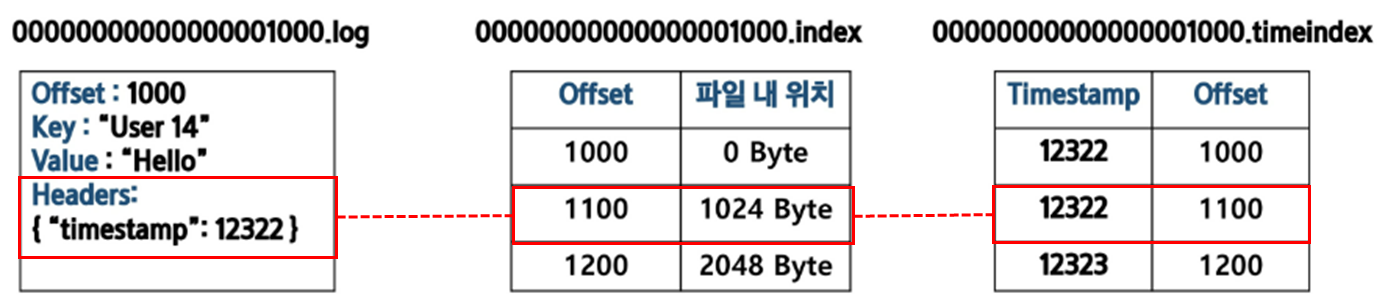 00000000000000001000.log
Offset : 1000
Key : “User 14”
Value : “Hello”
Headers:
{ “timestamp”: 12322 }
00000000000000001000.index
Offset 파일 내 위치
1000 0 Byte
1100 1024 Byte
1200 2048 Byte
00000000000000001000.timeindex
Timestamp Offset
12322 1000
12322 1100
12323 1200